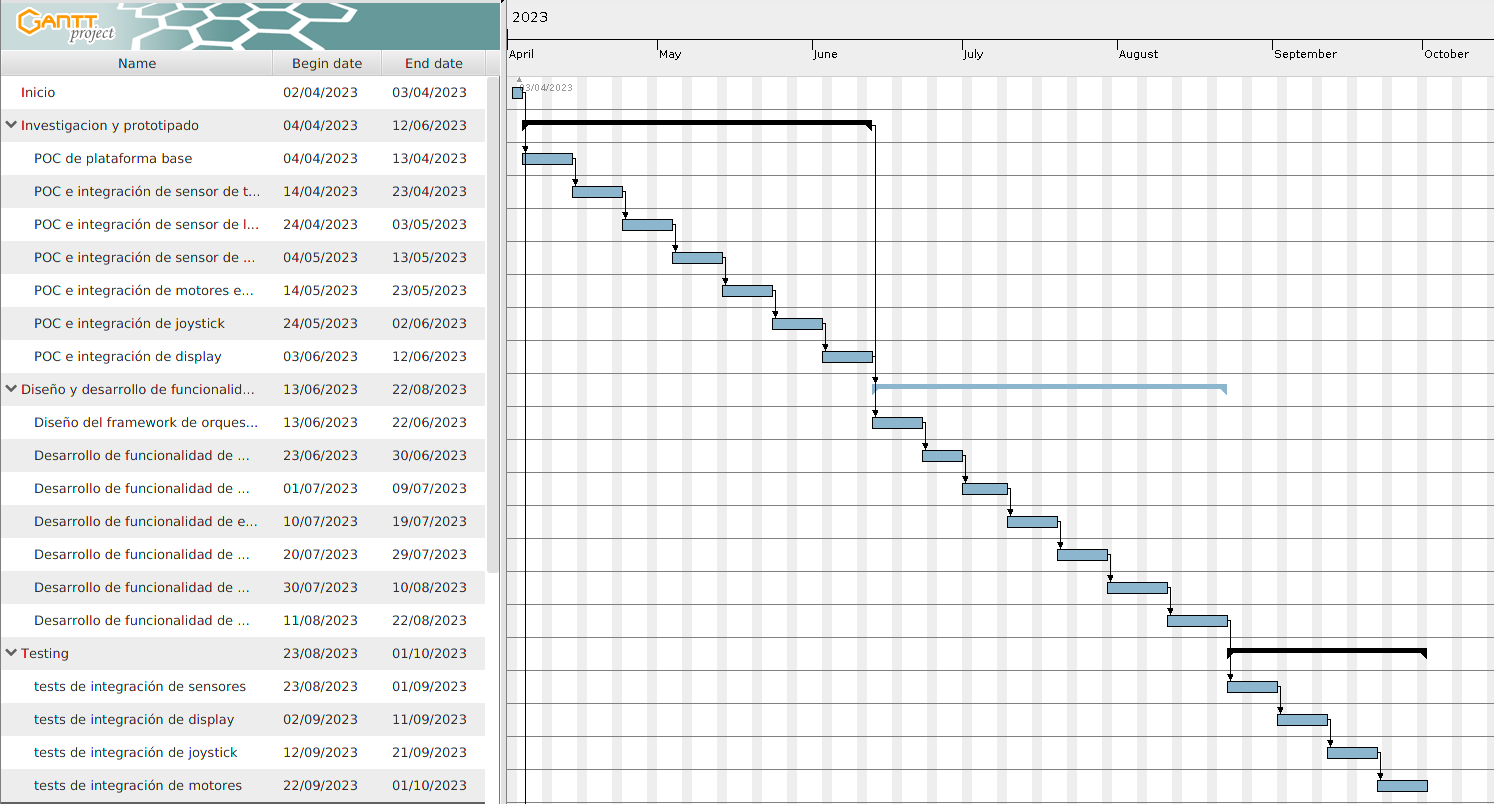 GANTT
project
2023
April May June July August September October
Name Begin date End date
Inicio 02/04/2023 03/04/2023
03/04/2023
Investigacion y prototipado 04/04/2023 12/06/2023
POC de plataforma base 04/04/2023 13/04/2023
POC e integración de sensor de t... 14/04/2023 23/04/2023
POC e integración de sensor de l... 24/04/2023 03/05/2023
POC e integración de sensor de ... 04/05/2023 13/05/2023
POC e integración de motores e... 14/05/2023 23/05/2023
POC e integración de joystick 24/05/2023 02/06/2023
POC e integración de display 03/06/2023 12/06/2023
Diseño y desarrollo de funcionalid... 13/06/2023 22/08/2023
Diseño del framework de orques... 13/06/2023 22/06/2023
Desarrollo de funcionalidad de ... 23/06/2023 30/06/2023
Desarrollo de funcionalidad de ... 01/07/2023 09/07/2023
Desarrollo de funcionalidad de e... 10/07/2023 19/07/2023
Desarrollo de funcionalidad de ... 20/07/2023 29/07/2023
Desarrollo de funcionalidad de ... 30/07/2023 10/08/2023
Desarrollo de funcionalidad de ... 11/08/2023 22/08/2023
Testing 23/08/2023 01/10/2023
tests de integración de sensores 23/08/2023 01/09/2023
tests de integración de display 02/09/2023 11/09/2023
tests de integración de joystick 12/09/2023 21/09/2023
tests de integración de motores 22/09/2023 01/10/2023